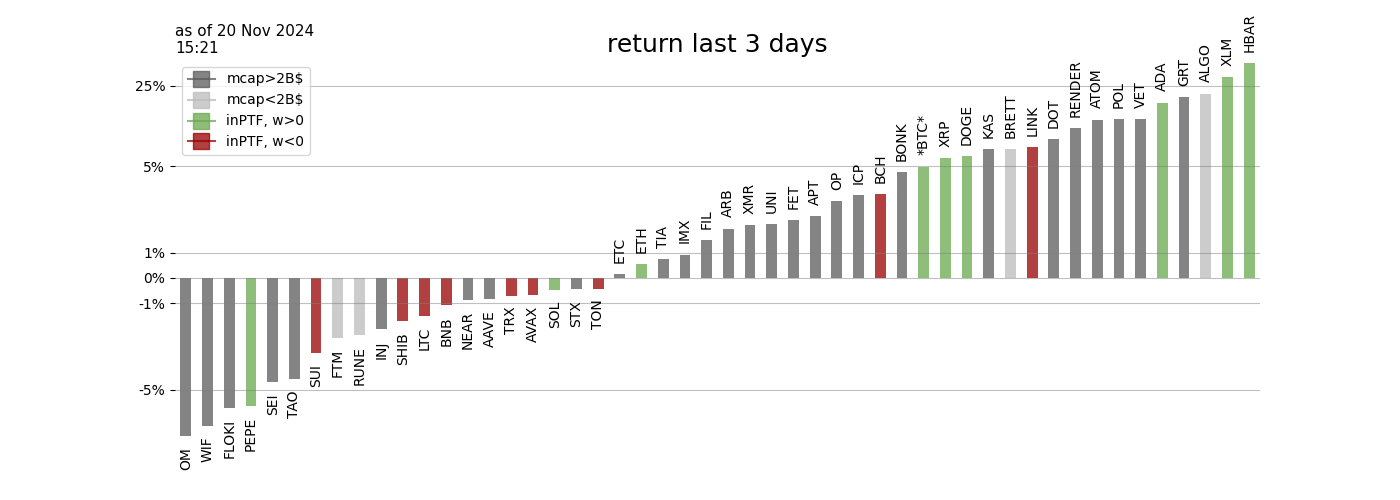 as of 20 Nov 2024
15:21
return last 3 days
mcap>2B$
mcap<2B$
inPTF, w>0
inPTF, w<0
25%
5%
1%
0%
-1%
-5%
OM
WIF
FLOKI
PEPE
SEI
TAO
SUI
FTM
RUNE
INJ
SHIB
LTC
BNB
NEAR
AAVE
TRX
AVAX
SOL
STX
TON
ETC
ETH
TIA
IMX
FIL
ARB
XMR
UNI
FET
APT
OP
ICP
BCH
BONK
*BTC*
XRP
DOGE
KAS
BRETT
LINK
DOT
RENDER
ATOM
POL
VET
ADA
GRT
ALGO
XLM
HBAR